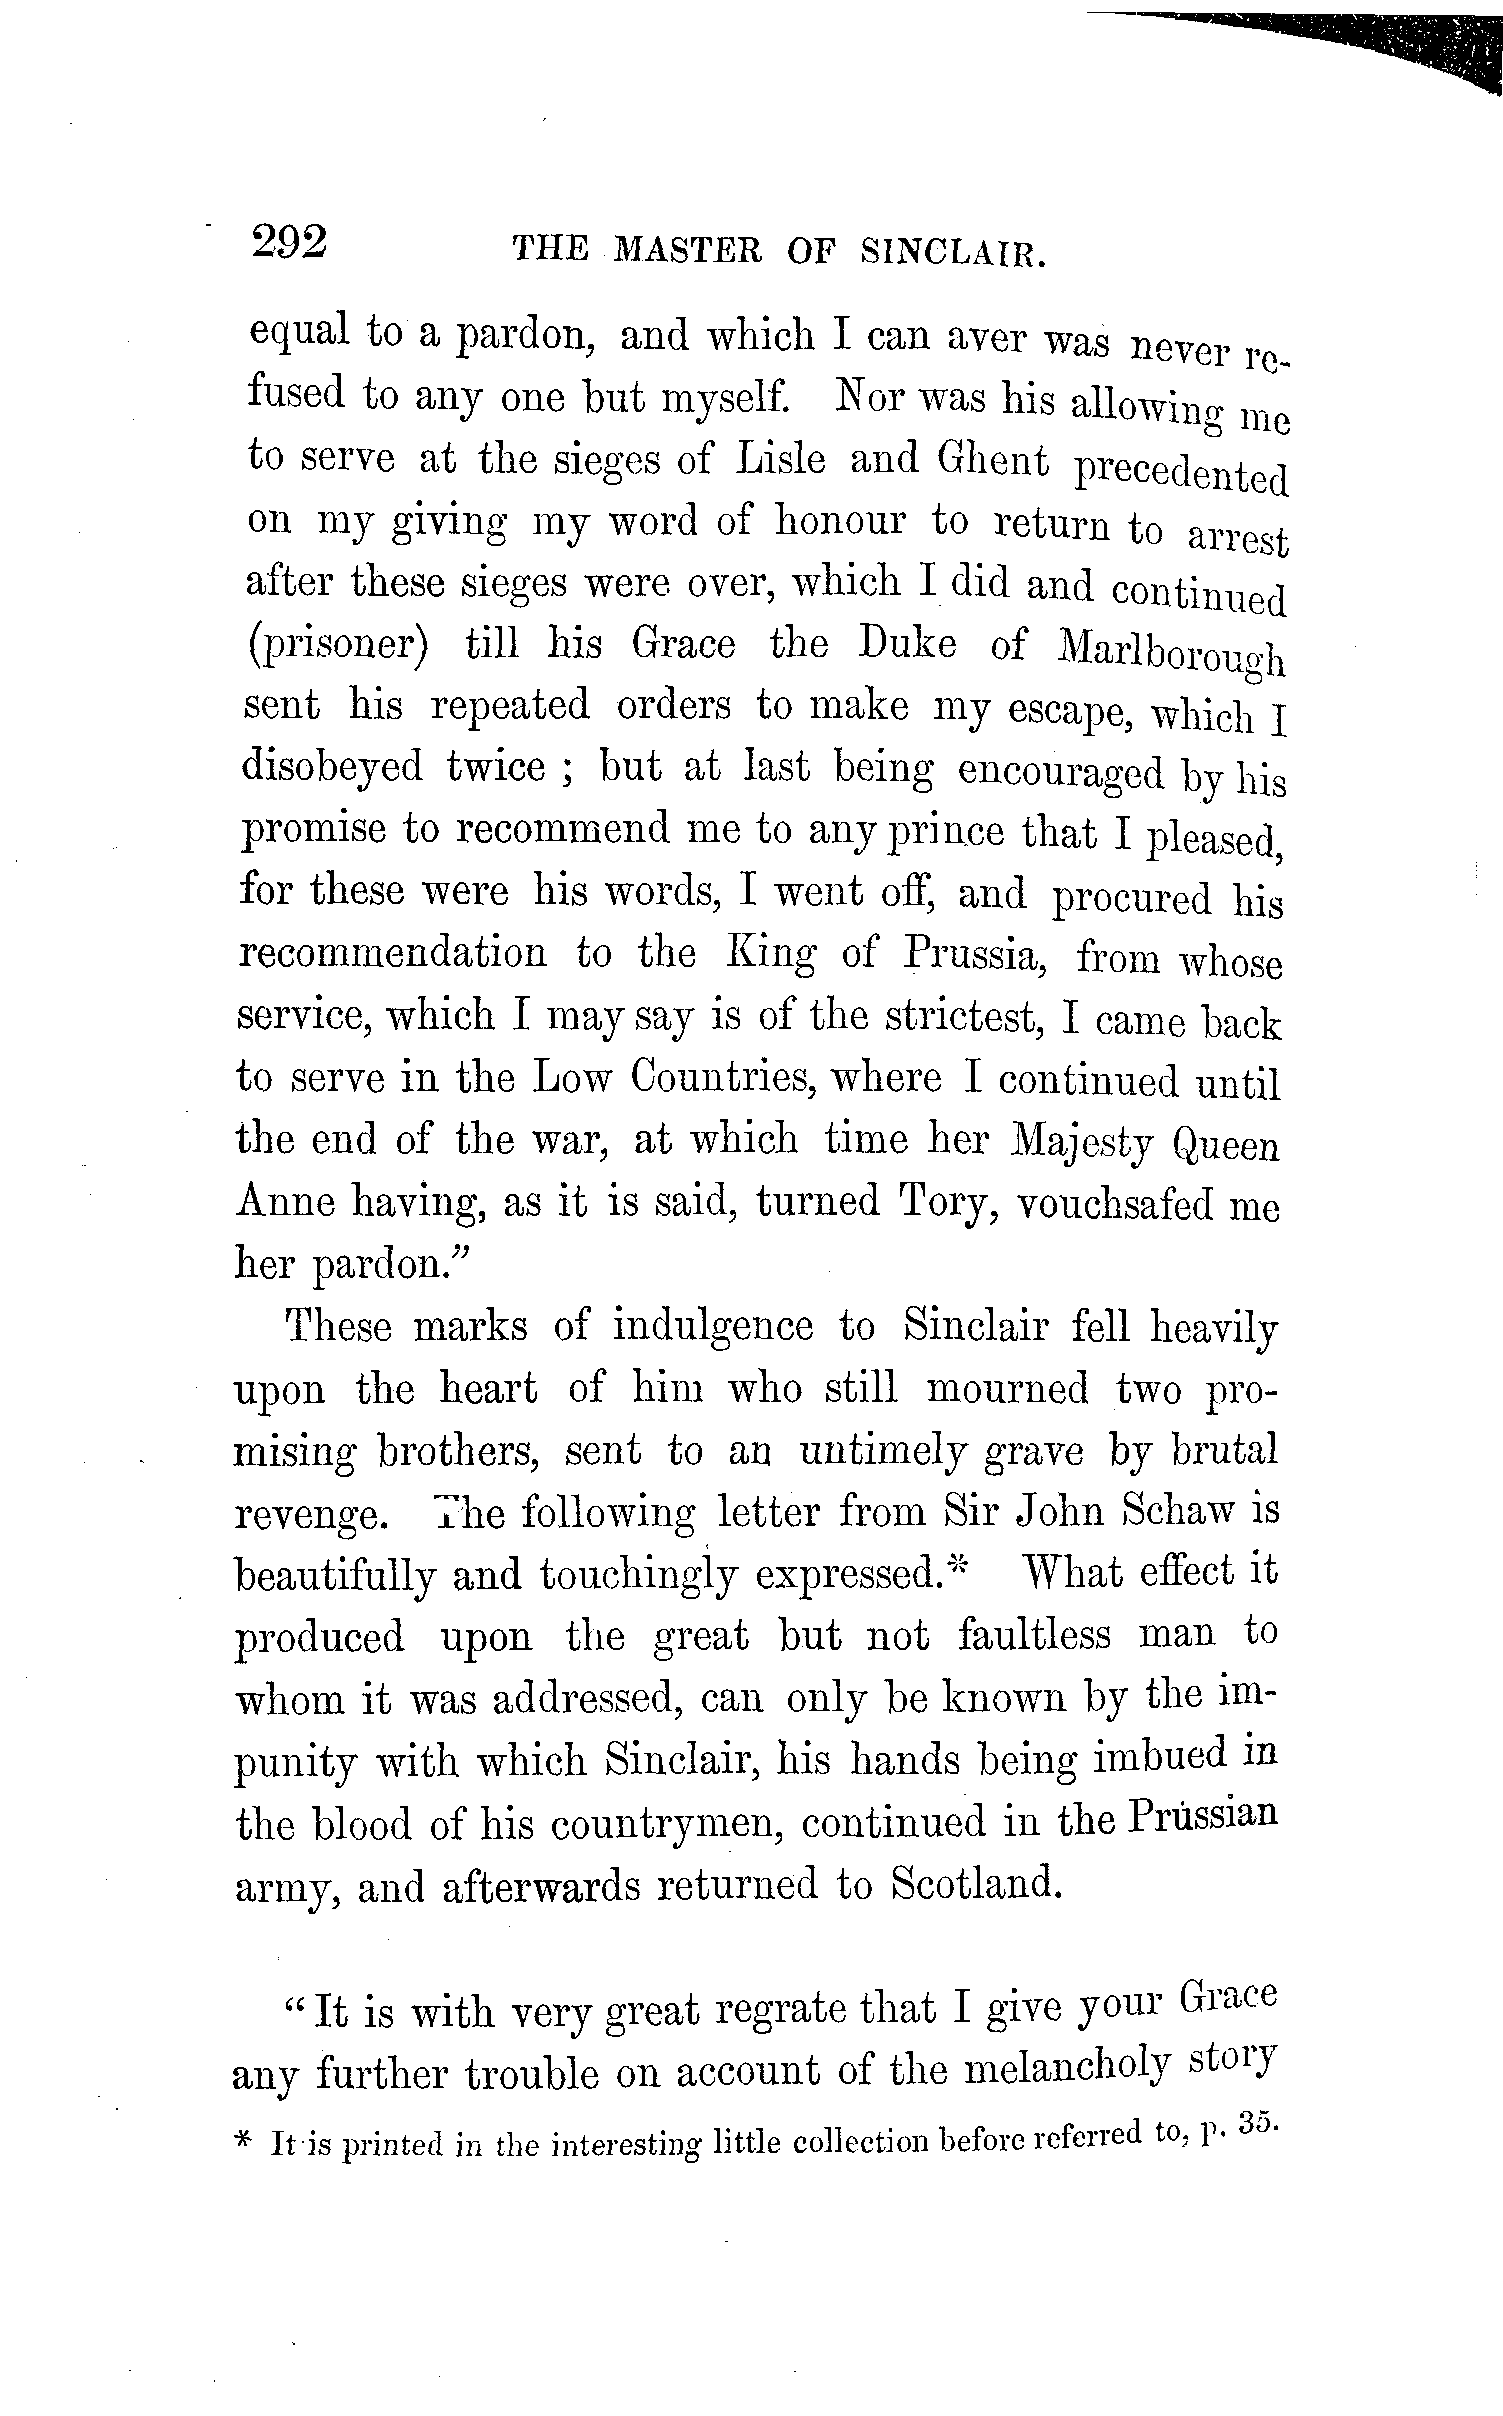 292 THE MASTER OF SINCLAIR.
equal to a pardon, and which I can aver was never re-
fused to any one but myself. Nor was his allowing me
to serve at the sieges of Lisle and Ghent precedented
on my giving my word of honour to return to arrest
after these sieges were over, which I did and continued
(prisoner) till his Grace the Duke of Marlborough
sent his repeated orders to make my escape, which I
disobeyed twice ; but at last being encouraged by his
promise to recommend me to any prince that I pleased,
for these were his words, I went off, and procured his
recommendation to the King of Prussia, from whose
service, which I may say is of the strictest, I came back
to serve in the Low Countries, where I continued until
the end of the war, at which time her Majesty Queen
Anne having, as it is said, turned Tory, vouchsafed me
her pardon.”
These marks of indulgence to Sinclair fell heavily
upon the heart of him who still mourned two pro-
mising brothers, sent to an untimely grave by brutal
revenge. The following letter from Sir John Schaw is
beautifully and touchingly expressed.* What effect it
produced upon the great but not faultless man to
whom it was addressed, can only be known by the im-
punity with which Sinclair, his hands being imbued in
the blood of his countrymen, continued in the Prussian
army, and afterwards returned to Scotland.
“It is with very great regrate that I give your Grace
any further trouble on account of the melancholy story
* It is printed in the interesting little collection before referred to, p. 35.